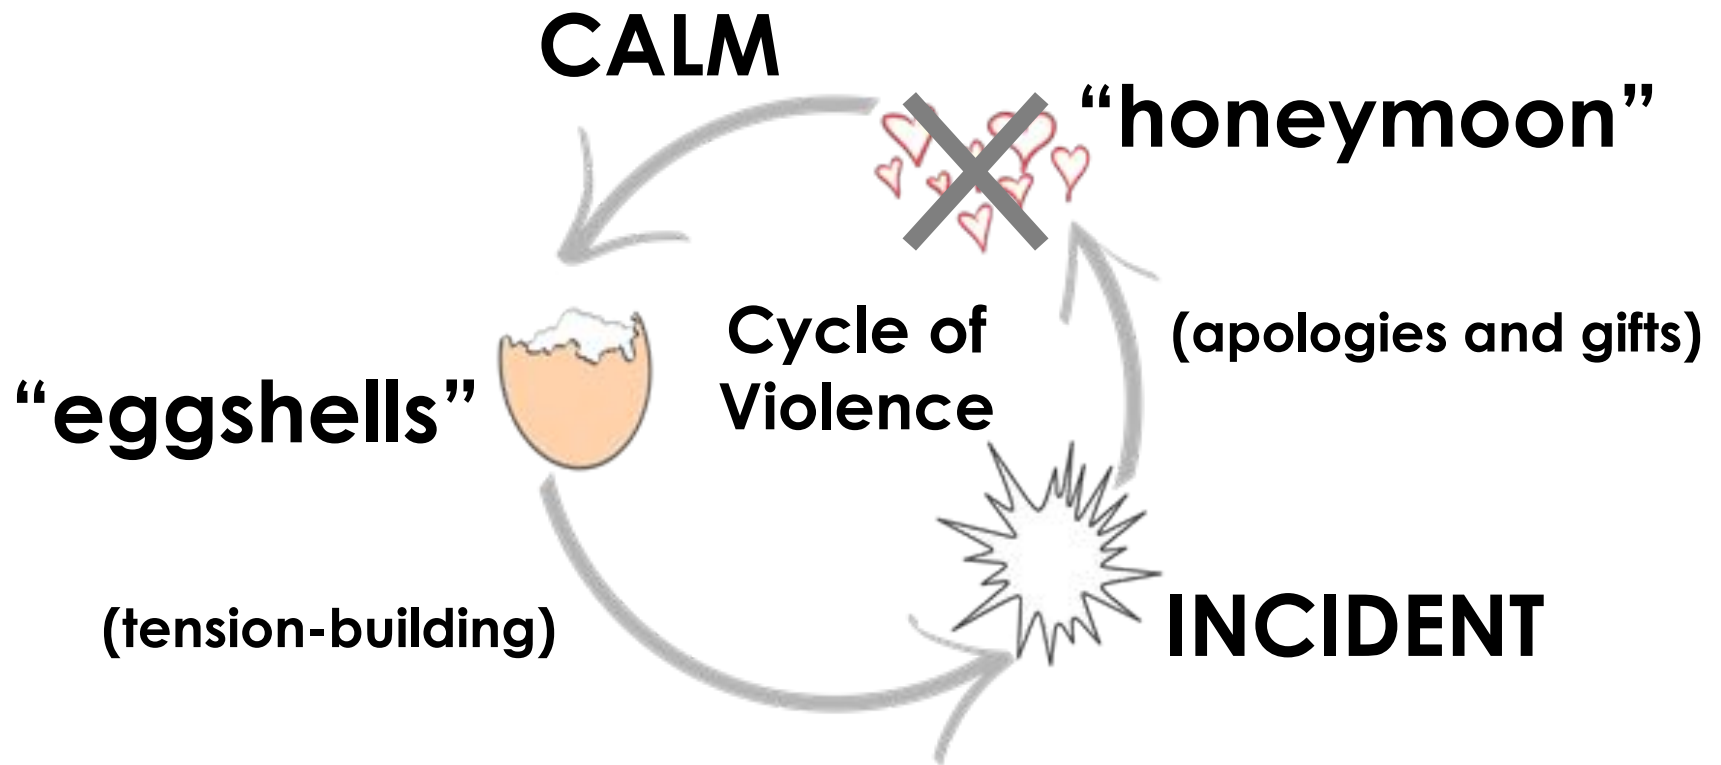 CALM
“honeymoon”
Cycle of
Violence
(apologies and gifts)
“eggshells”
(tension-building)
INCIDENT